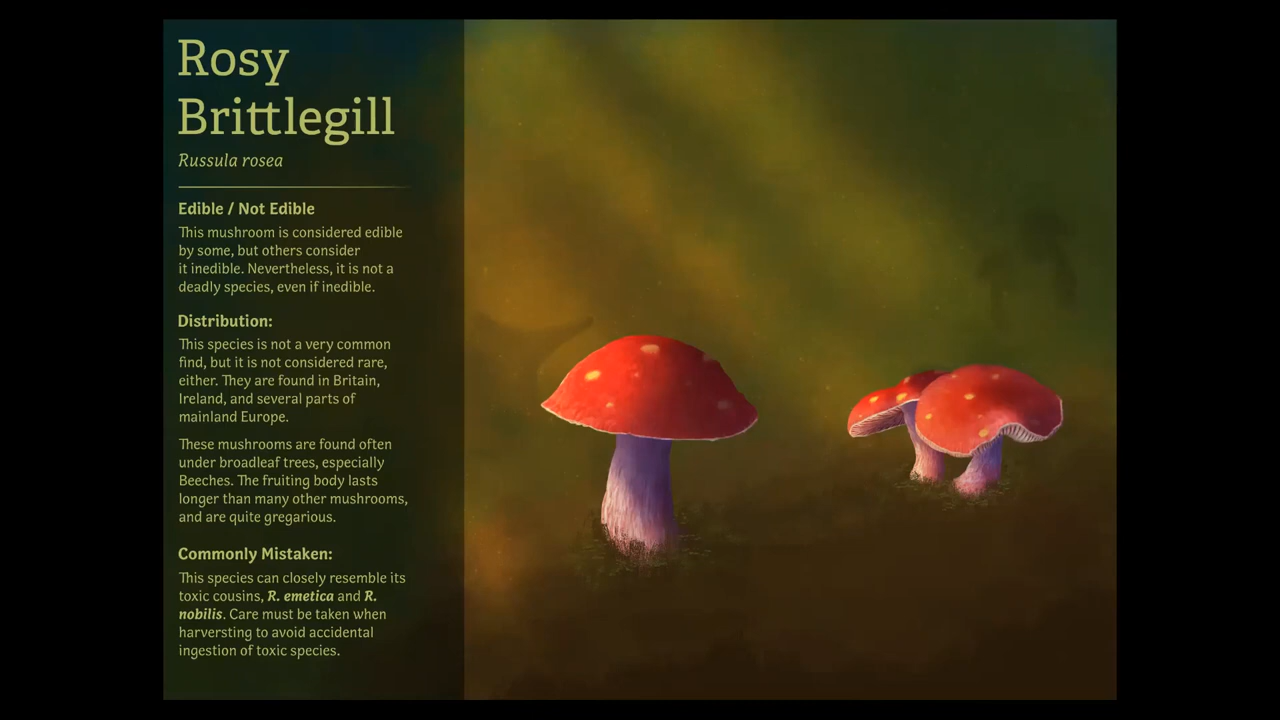 Rosy
Brittlegill
Russula rosea
Edible / Not Edible
This mushroom is considered edible
by some, but others consider
it inedible. Nevertheless, it is not a
deadly species, even if inedible.
Distribution:
This species is not a very common
find, but it is not considered rare,
either. They are found in Britain,
Ireland, and several parts of
mainland Europe.
These mushrooms are found often
under broadleaf trees, especially
Beeches. The fruiting body lasts
longer than many other mushrooms,
and are quite gregarious.
Commonly Mistaken:
This species can closely resemble its
toxic cousins, R. emetica and R.
nobilis. Care must be taken when
harversting to avoid accidental
ingestion of toxic species.